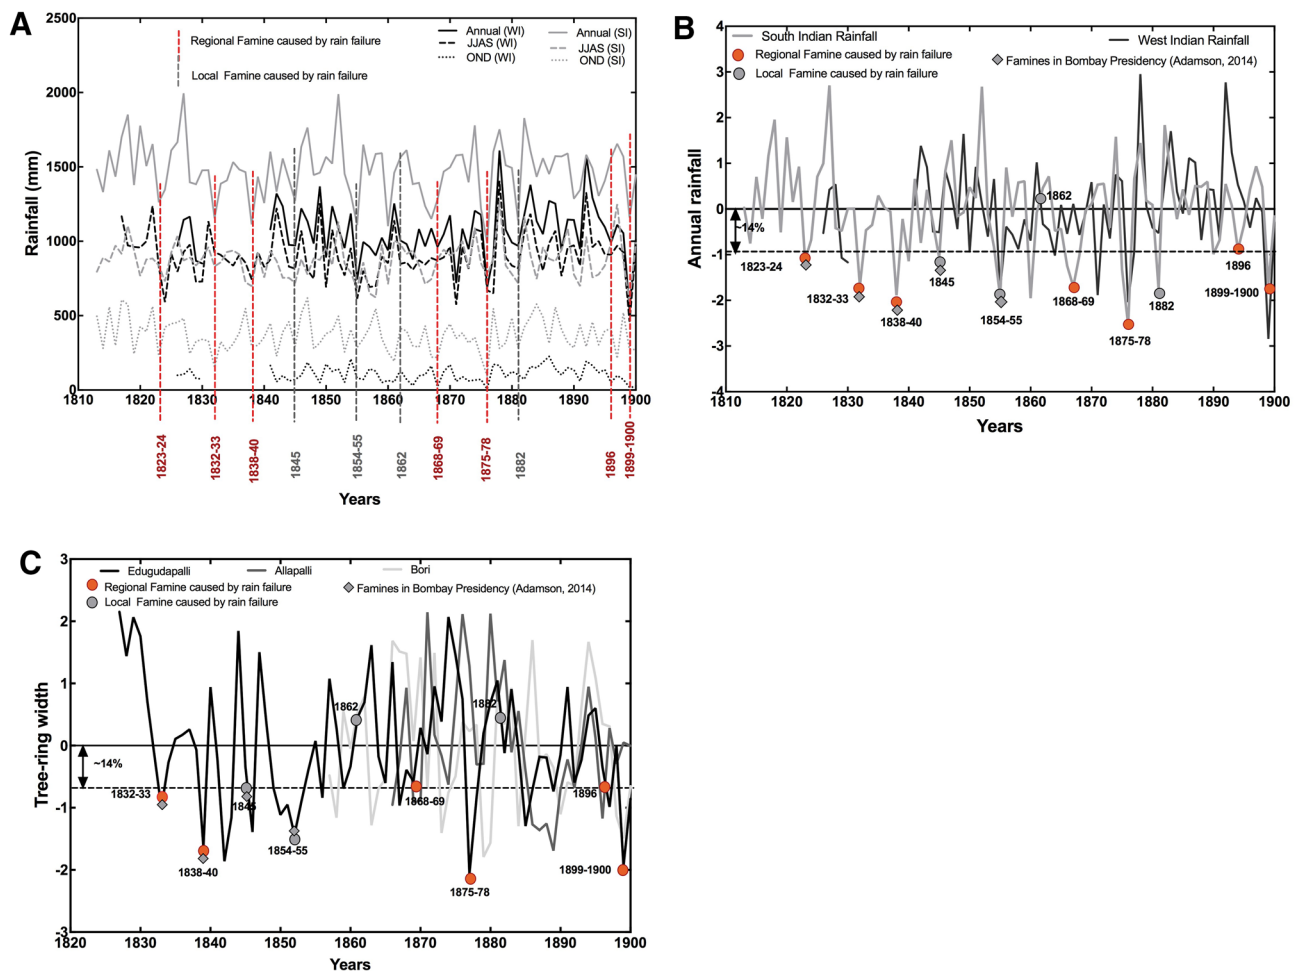 A
2500
2000
1500
1000
500
0
Rainfall (mm)
Regional Famine caused by rain failure
Local Famine caused by rain failure
Annual (WI)
JJAS (WI)
OND (WI)
Annual (SI)
JJAS (SI)
OND (SI)
1810 1820 1830 1840 1850 1860 1870 1880 1890 1900
1823-24
1832-33
1838-40
1845
1854-55
1862
1868-69
1875-78
1882
1896
1899-1900
Years
B
4
3
2
1
0
-1
-2
-3
-4
Annual rainfall
South Indian Rainfall
West Indian Rainfall
Regional Famine caused by rain failure
Local Famine caused by rain failure
Famines in Bombay Presidency (Adamson, 2014)
~14%
1823-24
1832-33
1838-40
1845
1854-55
1862
1868-69
1875-78
1882
1896
1899-1900
1810 1820 1830 1840 1850 1860 1870 1880 1890 1900
Years
C
3
2
1
0
-1
-2
-3
Tree-ring width
Edugudapalli
Allapalli
Bori
Regional Famine caused by rain failure
Local Famine caused by rain failure
Famines in Bombay Presidency (Adamson, 2014)
~14%
1832-33
1838-40
1845
1854-55
1862
1868-69
1875-78
1882
1896
1899-1900
1820 1830 1840 1850 1860 1870 1880 1890 1900
Years